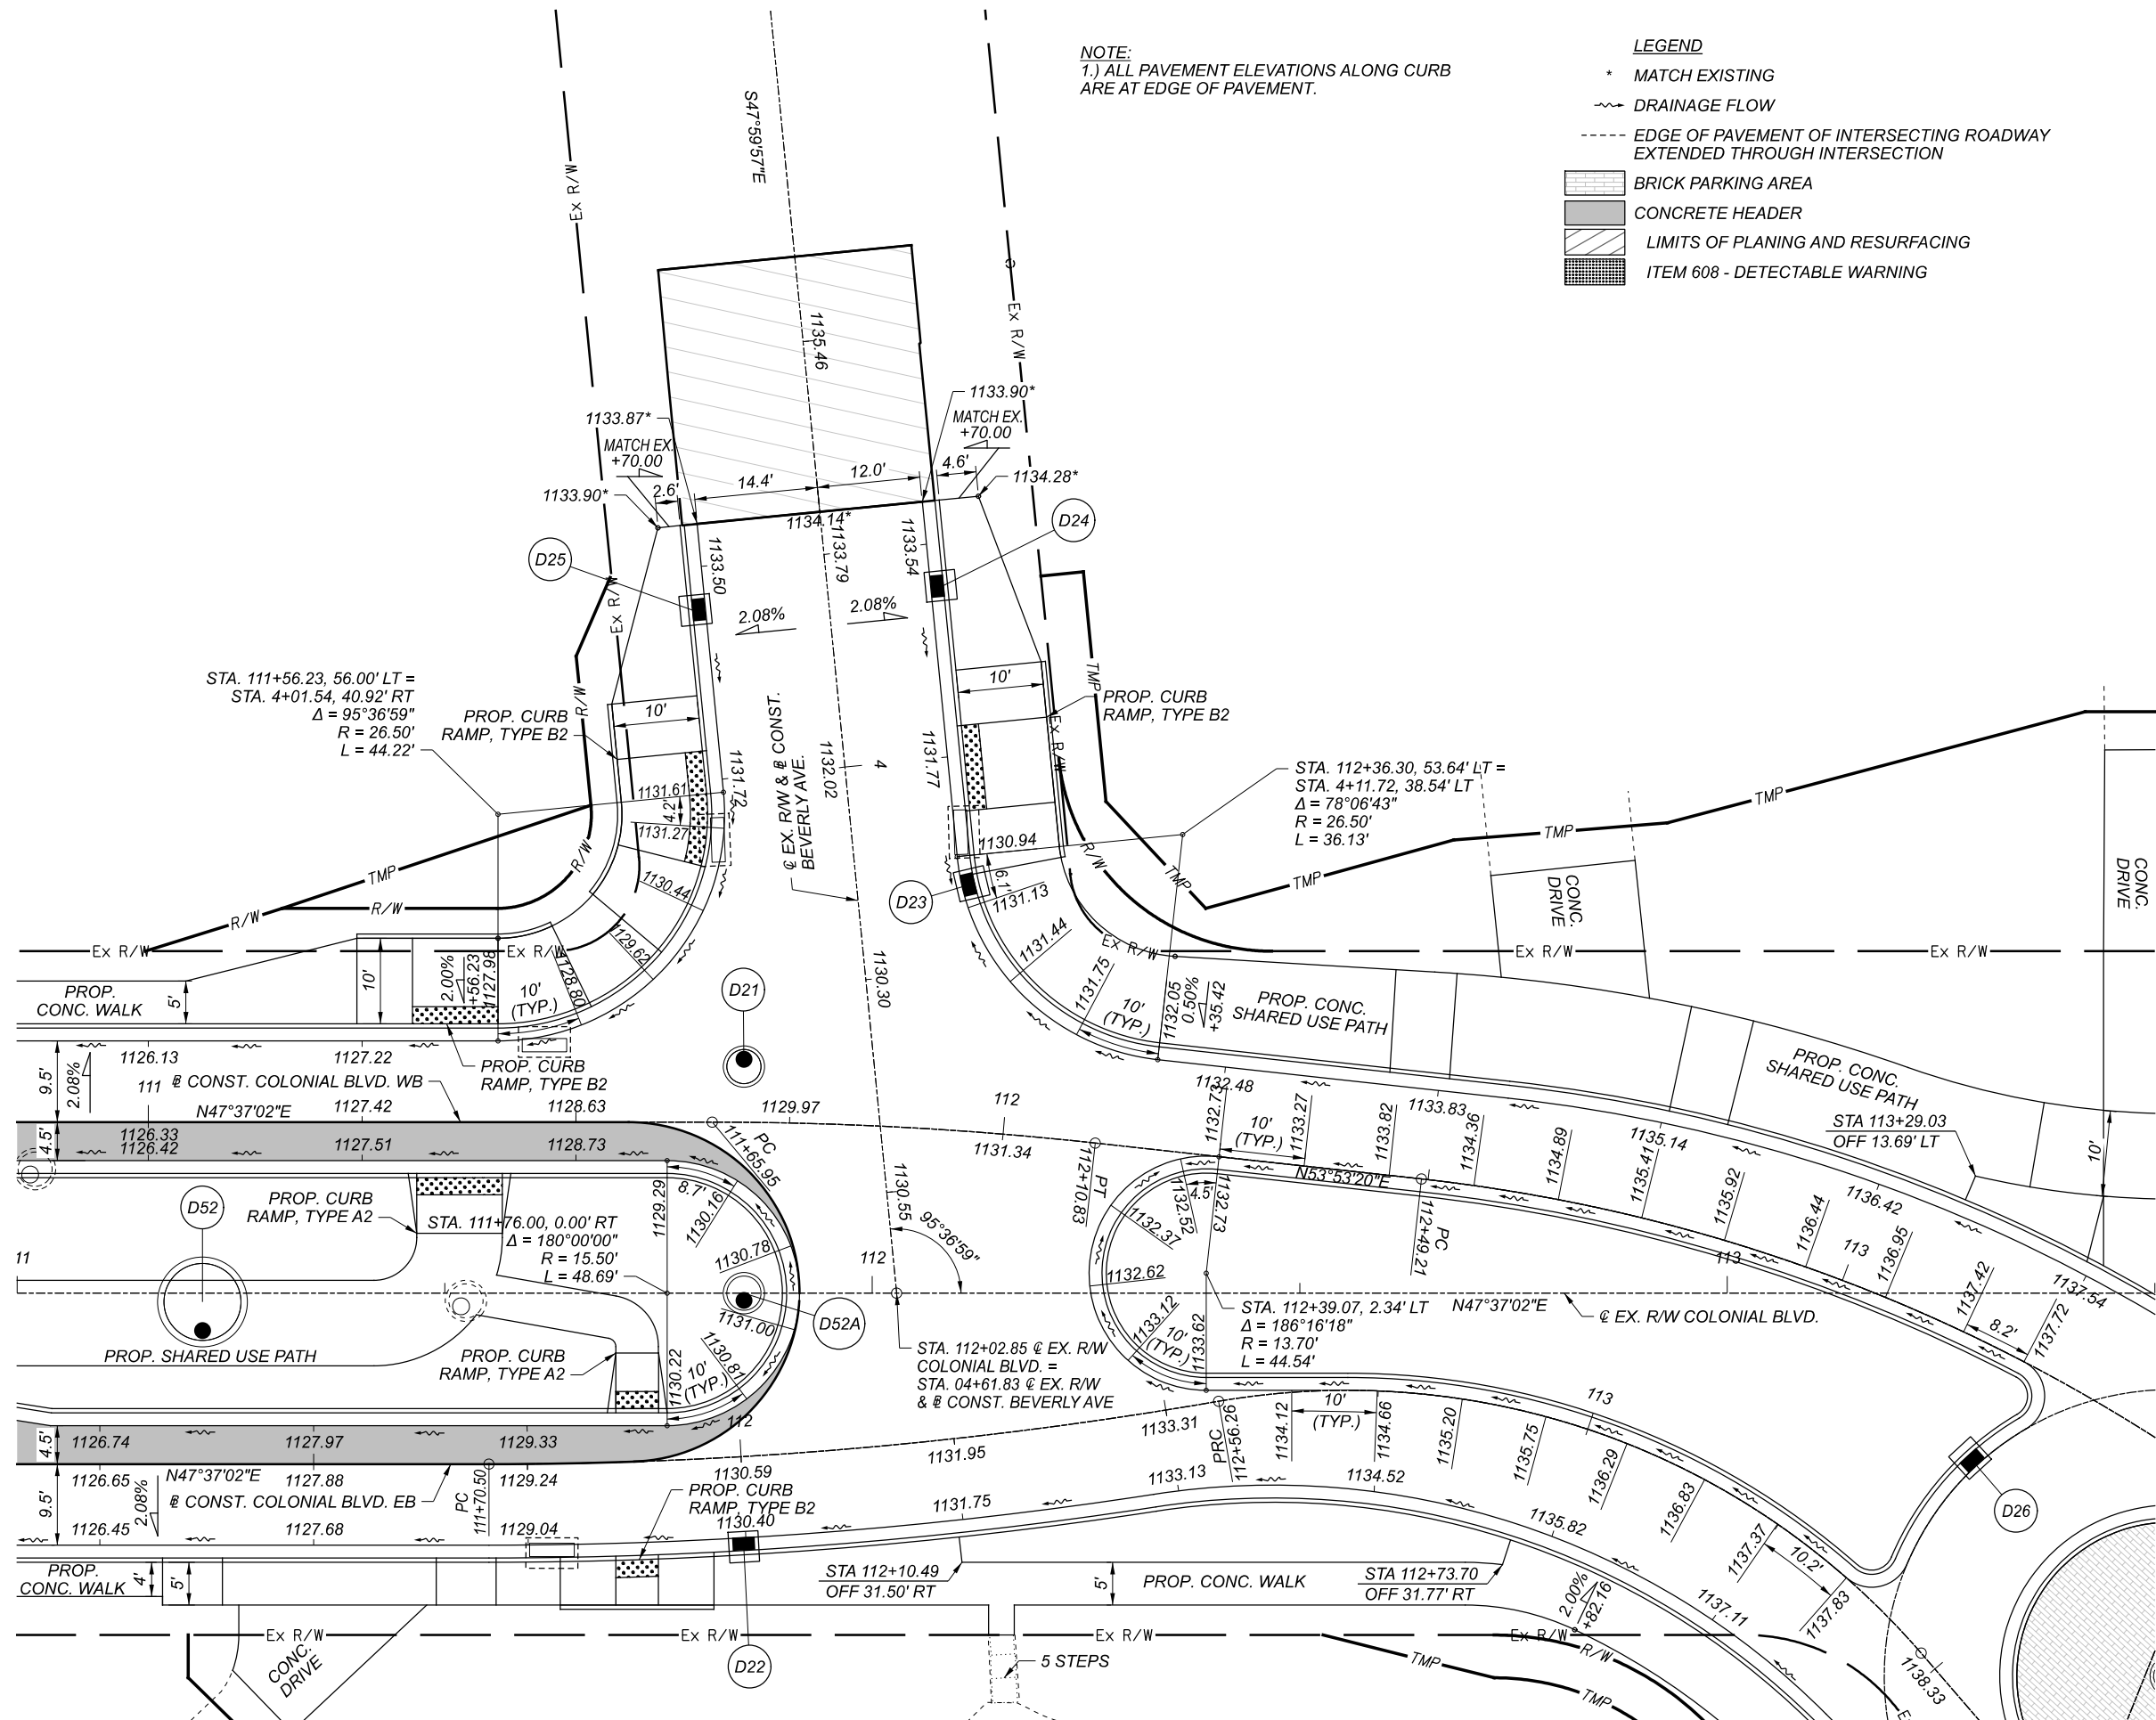 NOTE:
1.) ALL PAVEMENT ELEVATIONS ALONG CURB
ARE AT EDGE OF PAVEMENT.
LEGEND
* MATCH EXISTING
DRAINAGE FLOW
EDGE OF PAVEMENT OF INTERSECTING ROADWAY
EXTENDED THROUGH INTERSECTION
BRICK PARKING AREA
CONCRETE HEADER
LIMITS OF PLANING AND RESURFACING
ITEM 608 - DETECTABLE WARNING
S47°59'57"E
Ex R/W
Ex R/W
1135.46
1133.87*
MATCH EX.
+70.00
1133.90*
2.6'
14.4'
12.0'
4.6'
1133.90*
MATCH EX.
+70.00
1134.28*
1134.14*
D25
D24
1133.50
1133.79
1133.54
2.08%
2.08%
Ex R/W
R/W
TMP
STA. 111+56.23, 56.00' LT =
STA. 4+01.54, 40.92' RT
Δ = 95°36'59"
R = 26.50'
L = 44.22'
PROP. CURB
RAMP, TYPE B2
10'
10'
PROP. CURB
RAMP, TYPE B2
Ex R/W
1131.72
1131.61
4.2'
1131.27
1130.44
1129.62
1128.80
℄ EX. R/W & ⅊ CONST.
BEVERLY AVE.
1132.02
4
1131.77
1130.94
6.1'
1131.13
1131.44
1131.75
D23
STA. 112+36.30, 53.64' LT =
STA. 4+11.72, 38.54' LT
Δ = 78°06'43"
R = 26.50'
L = 36.13'
TMP
TMP
TMP
TMP
CONC.
DRIVE
CONC.
DRIVE
TMP
R/W
R/W
R/W
R/W
Ex R/W
Ex R/W
Ex R/W
Ex R/W
Ex R/W
PROP.
CONC. WALK
5'
10'
2.00%
+56.23
1127.98
10'
(TYP.)
1130.30
10'
(TYP.)
1132.05
0.50%
+35.42
PROP. CONC.
SHARED USE PATH
PROP. CONC.
SHARED USE PATH
STA 113+29.03
OFF 13.69' LT
10'
D21
9.5'
2.08%
1126.13
1127.22
PROP. CURB
RAMP, TYPE B2
111
⅊ CONST. COLONIAL BLVD. WB
N47°37'02"E
1127.42
1128.63
1129.97
112
1131.34
4.5'
1126.33
1126.42
1127.51
1128.73
PC
111+65.95
PT
112+10.83
1132.48
1132.73
10'
(TYP.)
1133.27
1133.82
1133.83
1134.36
1134.89
1135.14
1135.41
1135.92
1136.42
1136.44
113
1136.95
1137.42
1137.54
8.2'
1137.72
N53°53'20"E
PC
112+49.21
D52
PROP. CURB
RAMP, TYPE A2
STA. 111+76.00, 0.00' RT
Δ = 180°00'00"
R = 15.50'
L = 48.69'
1129.29
8.7'
1130.16
1130.78
1131.00
1130.81
1130.22
10'
(TYP.)
D52A
1130.55
95°36'59"
11
112
113
4.5'
1132.52
1132.73
1132.37
1132.62
1133.12
10'
(TYP.)
1133.62
STA. 112+39.07, 2.34' LT
Δ = 186°16'18"
R = 13.70'
L = 44.54'
N47°37'02"E
℄ EX. R/W COLONIAL BLVD.
PROP. SHARED USE PATH
PROP. CURB
RAMP, TYPE A2
STA. 112+02.85 ℄ EX. R/W
COLONIAL BLVD. =
STA. 04+61.83 ℄ EX. R/W
& ⅊ CONST. BEVERLY AVE
4.5'
1126.74
1127.97
1129.33
112
1126.65
N47°37'02"E
1127.88
1129.24
1130.59
1131.95
1133.31
PRC
112+56.26
1134.12
10'
(TYP.)
1134.66
1135.20
1135.75
113
1136.29
1136.83
1137.37
10.2'
1137.83
D26
9.5'
2.08%
⅊ CONST. COLONIAL BLVD. EB
PC
111+70.50
1126.45
1127.68
1129.04
PROP. CURB
RAMP, TYPE B2
1130.40
1131.75
1133.13
1134.52
1135.82
1137.11
1138.33
PROP.
CONC. WALK
4'
5'
STA 112+10.49
OFF 31.50' RT
5'
PROP. CONC. WALK
STA 112+73.70
OFF 31.77' RT
2.00%
+82.16
Ex R/W
Ex R/W
Ex R/W
Ex R/W
R/W
CONC.
DRIVE
D22
5 STEPS
TMP
TMP